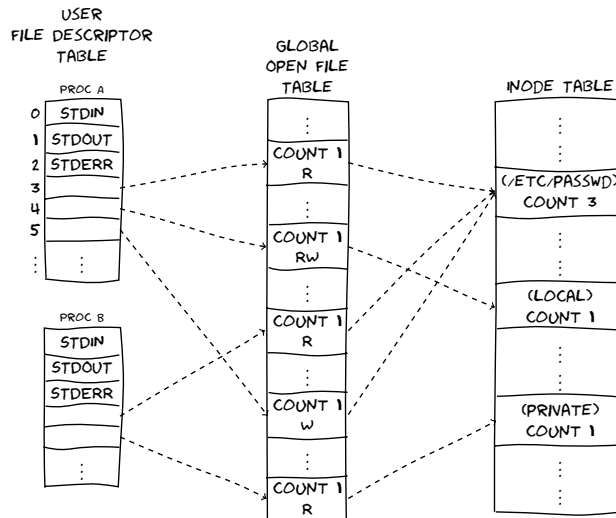 USER
FILE DESCRIPTOR
TABLE
PROC A
0 STDIN
1 STDOUT
2 STDERR
3
4
5
⋮ ⋮
PROC B
STDIN
STDOUT
STDERR
⋮
GLOBAL
OPEN FILE
TABLE
⋮
COUNT 1
R
⋮
COUNT 1
RW
⋮
COUNT 1
R
⋮
COUNT 1
W
⋮
COUNT 1
R
INODE TABLE
⋮
(/ETC/PASSWD)
COUNT 3
⋮
(LOCAL)
COUNT 1
⋮
(PRIVATE)
COUNT 1
⋮